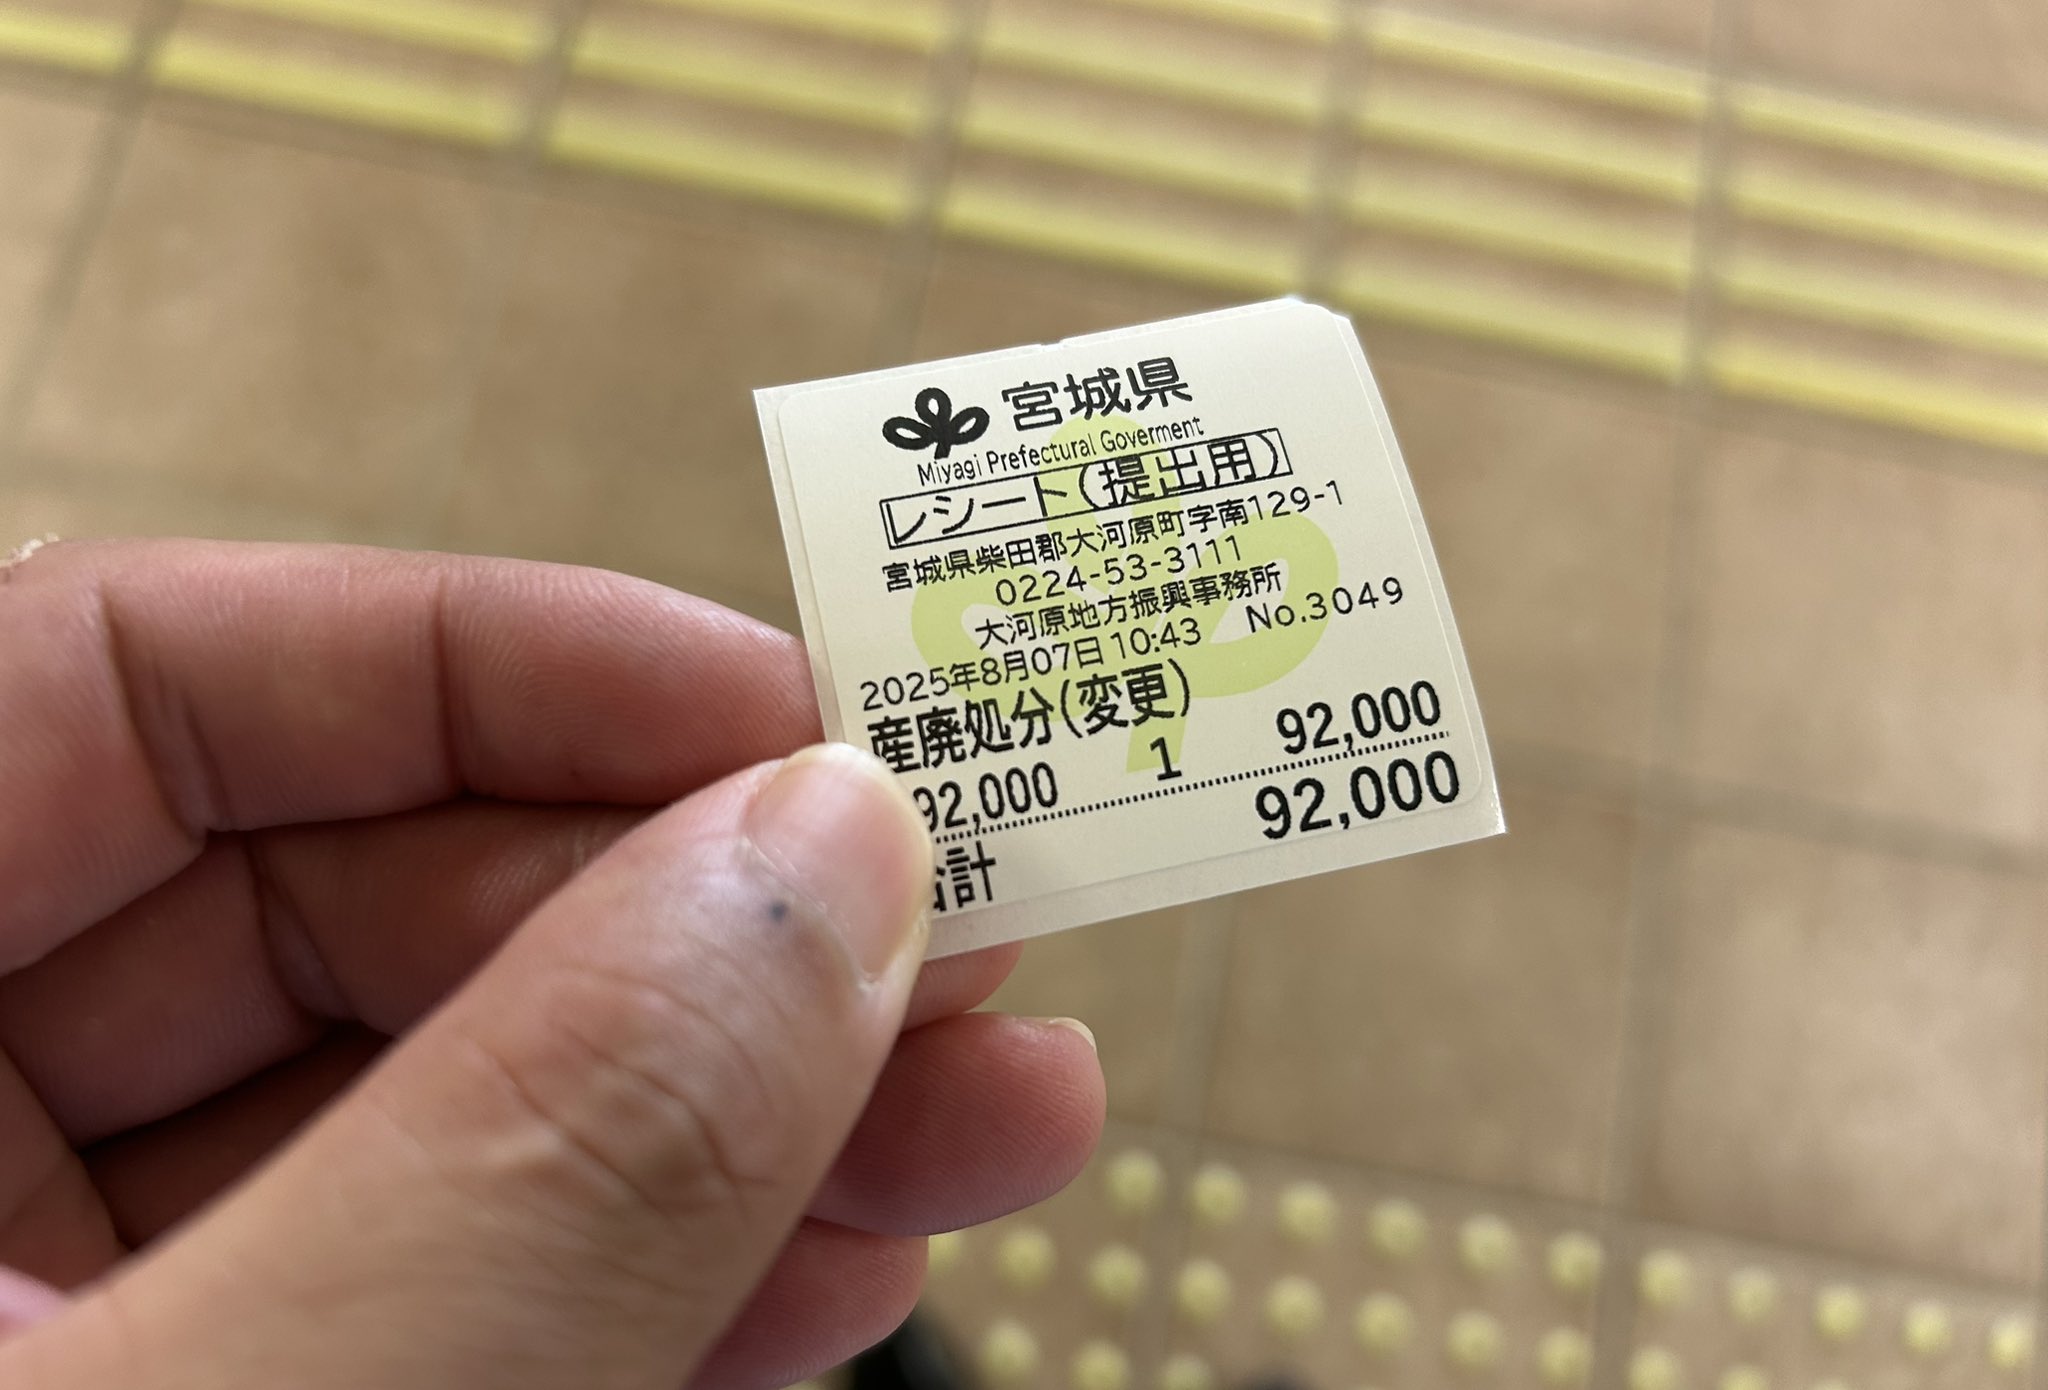 宮城県
Miyagi Prefectural Goverment
レシート(提出用)
宮城県柴田郡大河原町字南129-1
0224-53-3111
大河原地方振興事務所
2025年8月07日 10:43 No.3049
産廃処分(変更)
92,000 1 92,000
合計 92,000